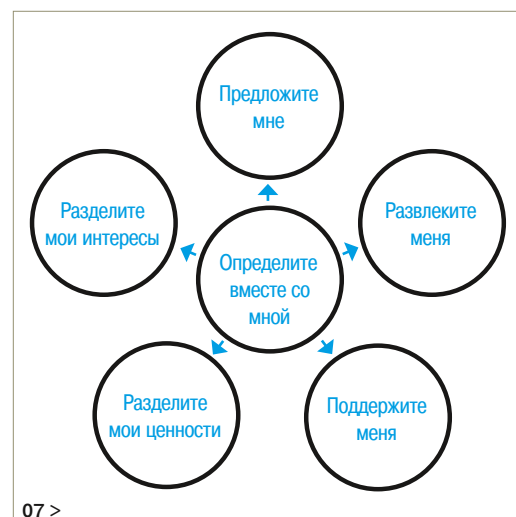 Предложите
мне
Разделите
мои интересы
Развлеките
меня
Определите
вместе со
мной
Разделите
мои ценности
Поддержите
меня
07 >